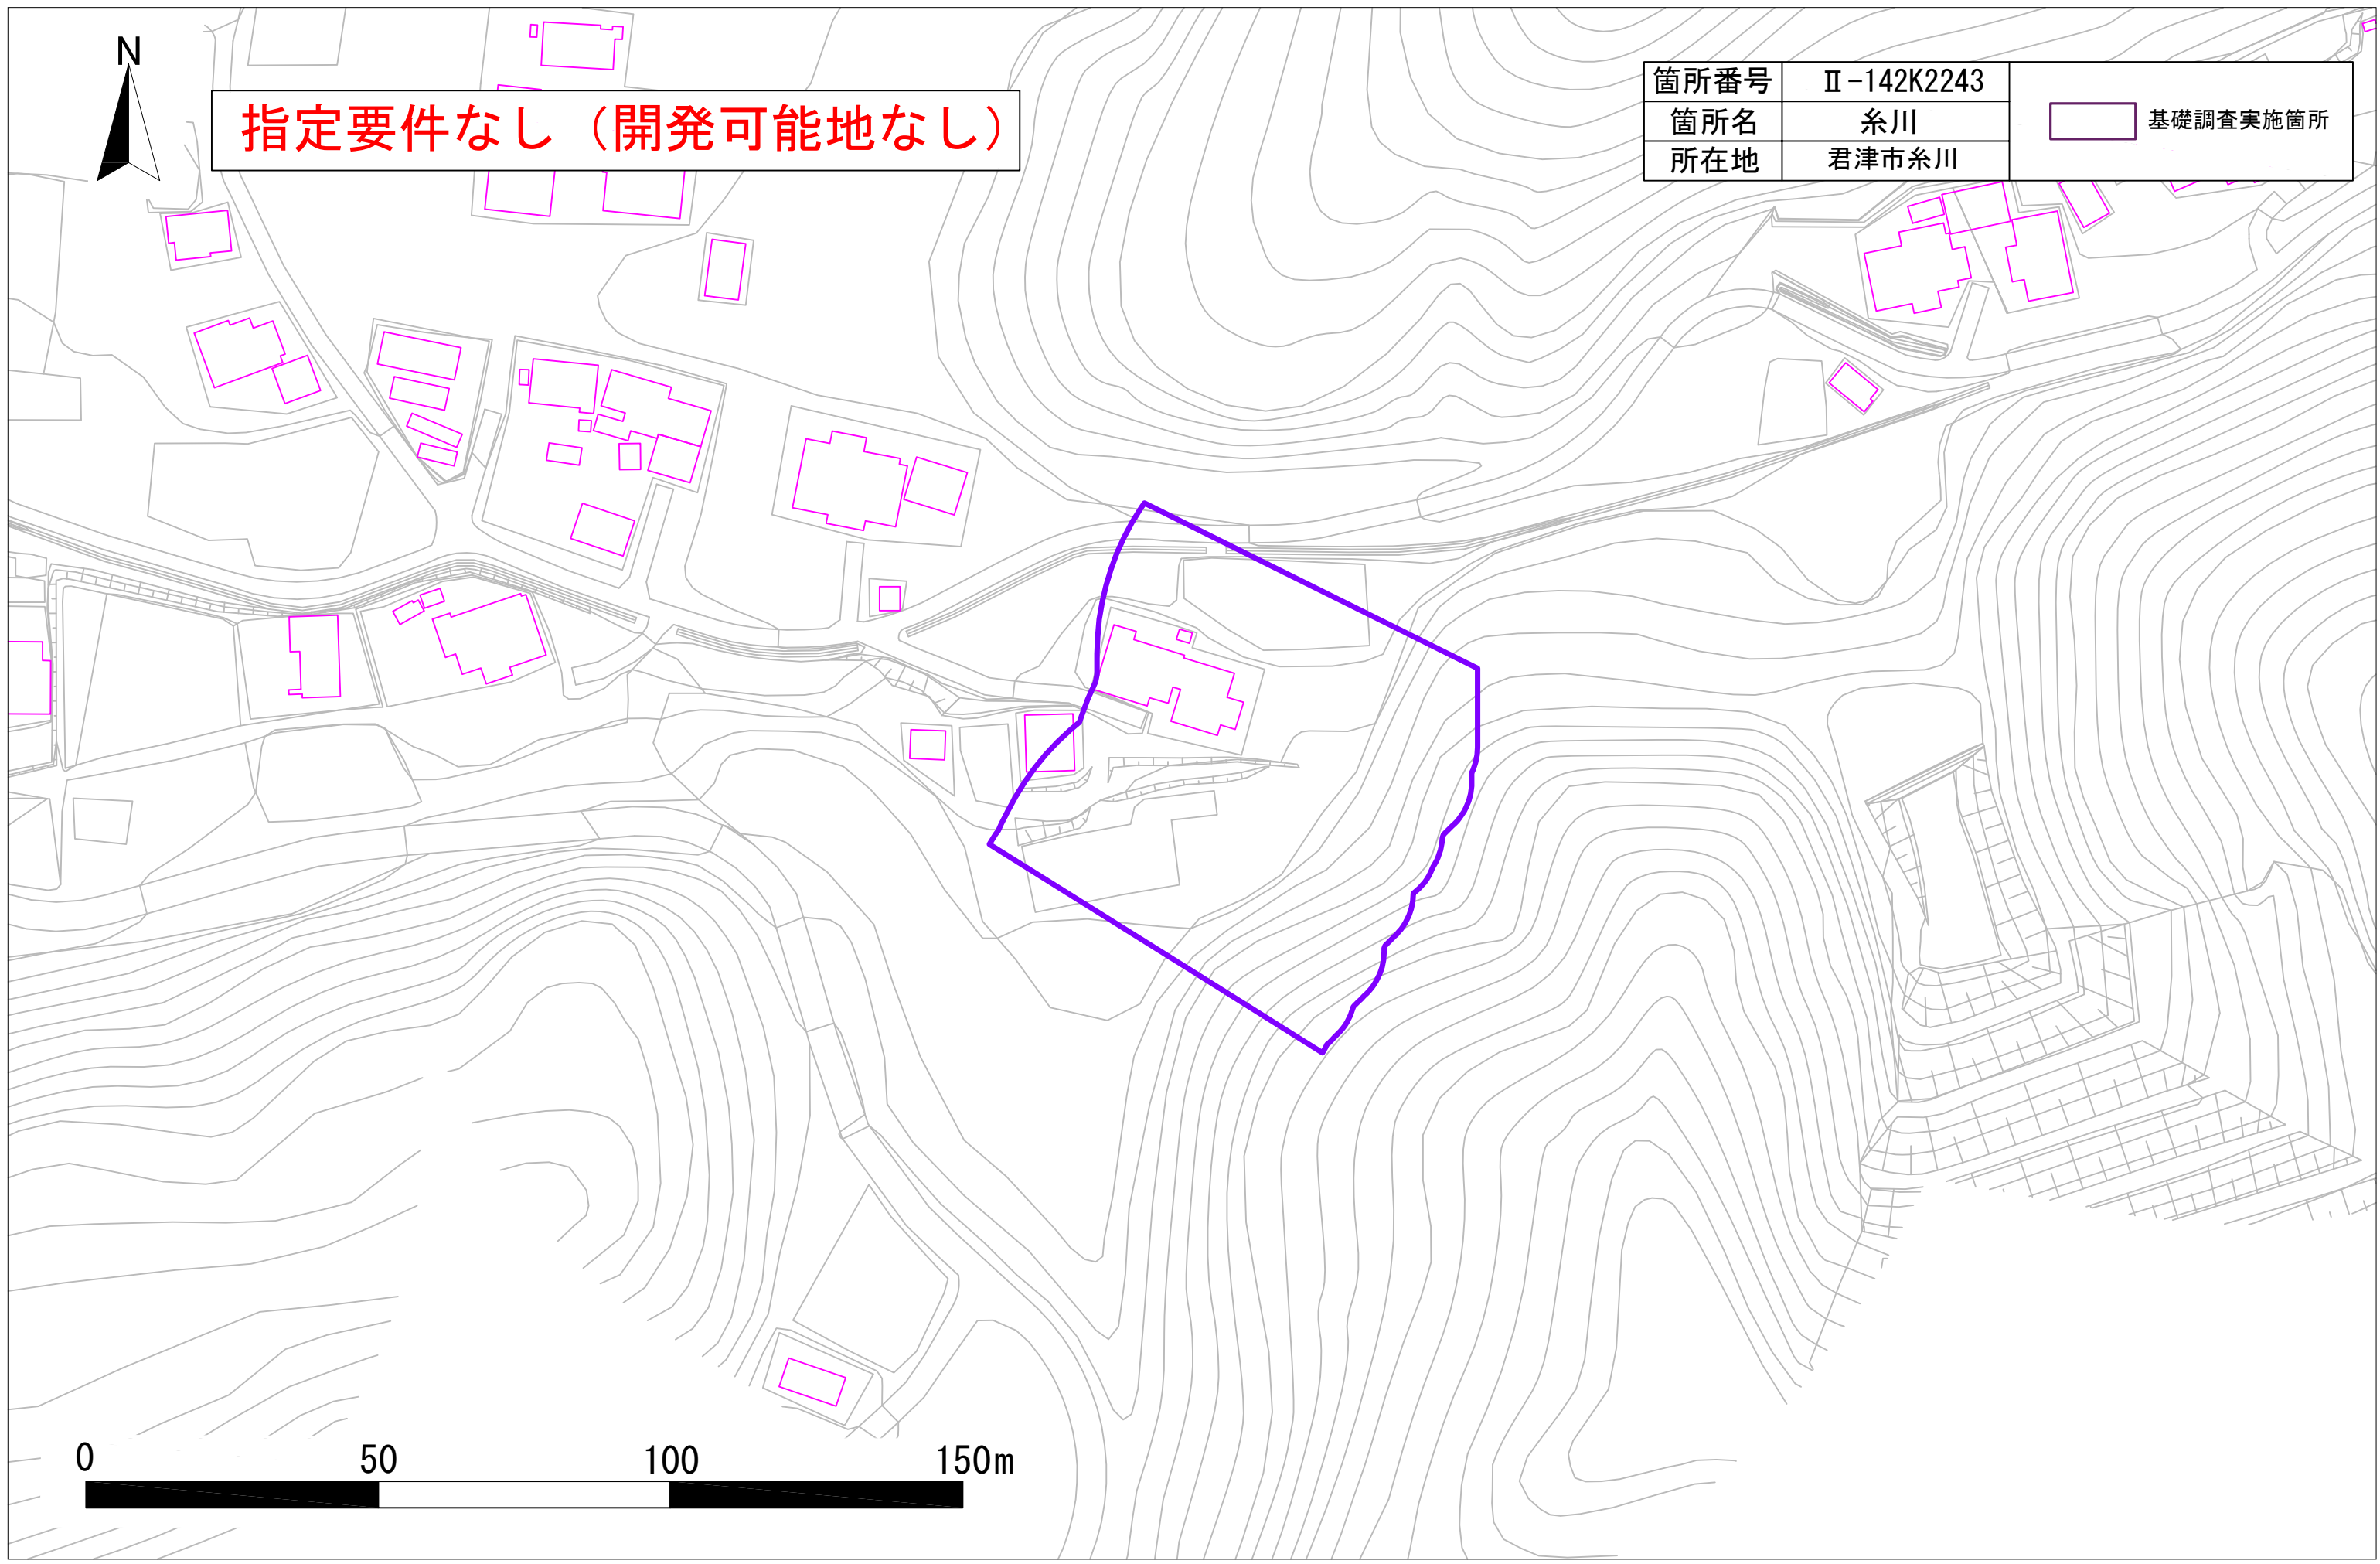 N
指定要件なし（開発可能地なし）
箇所番号 Ⅱ-142K2243
箇所名 糸川
所在地 君津市糸川
基礎調査実施箇所
0 50 100 150m